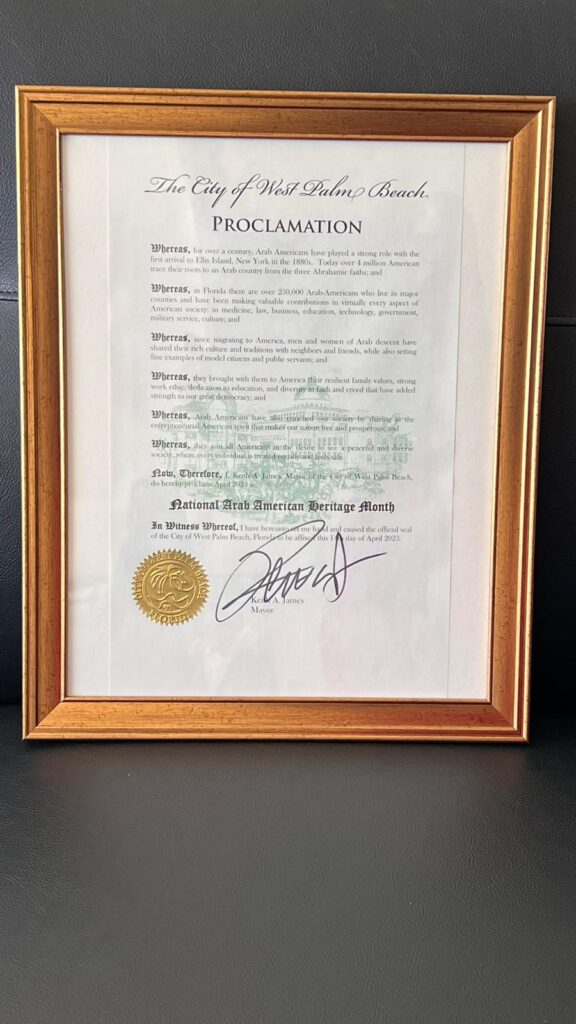 The City of West Palm Beach
PROCLAMATION
Whereas, for over a century, Arab Americans have played a strong role with the
first arrival to Ellis Island, New York in the 1880s. Today over 4 million American
trace their roots to an Arab country from the three Abrahamic faiths; and
Whereas, in Florida there are over 250,000 Arab-Americans who live in major
counties and have been making valuable contributions in virtually every aspect of
American society: in medicine, law, business, education, technology, government,
military service, culture; and
Whereas, since migrating to America, men and women of Arab descent have
shared their rich culture and traditions with neighbors and friends, while also setting
fine examples of model citizens and public servants; and
Whereas, they brought with them to America their resilient family values, strong
work ethic, dedication to education, and diversity in faith and creed that have added
strength to our great democracy; and
Whereas, Arab Americans have also enriched our society by sharing in the
entrepreneurial American spirit that makes our nation free and prosperous; and
Whereas, they join all Americans in the desire to see a peaceful and diverse
society, where every individual is treated equally and feels
Now, Therefore, I, Keith A. James, Mayor of the City of West Palm Beach,
do hereby proclaim April 2023 as
National Arab American Heritage Month
In Witness Whereof, I have hereunto set my hand and caused the official seal
of the City of West Palm Beach, Florida to be affixed this day of April 2023.
Keith A. James
Mayor